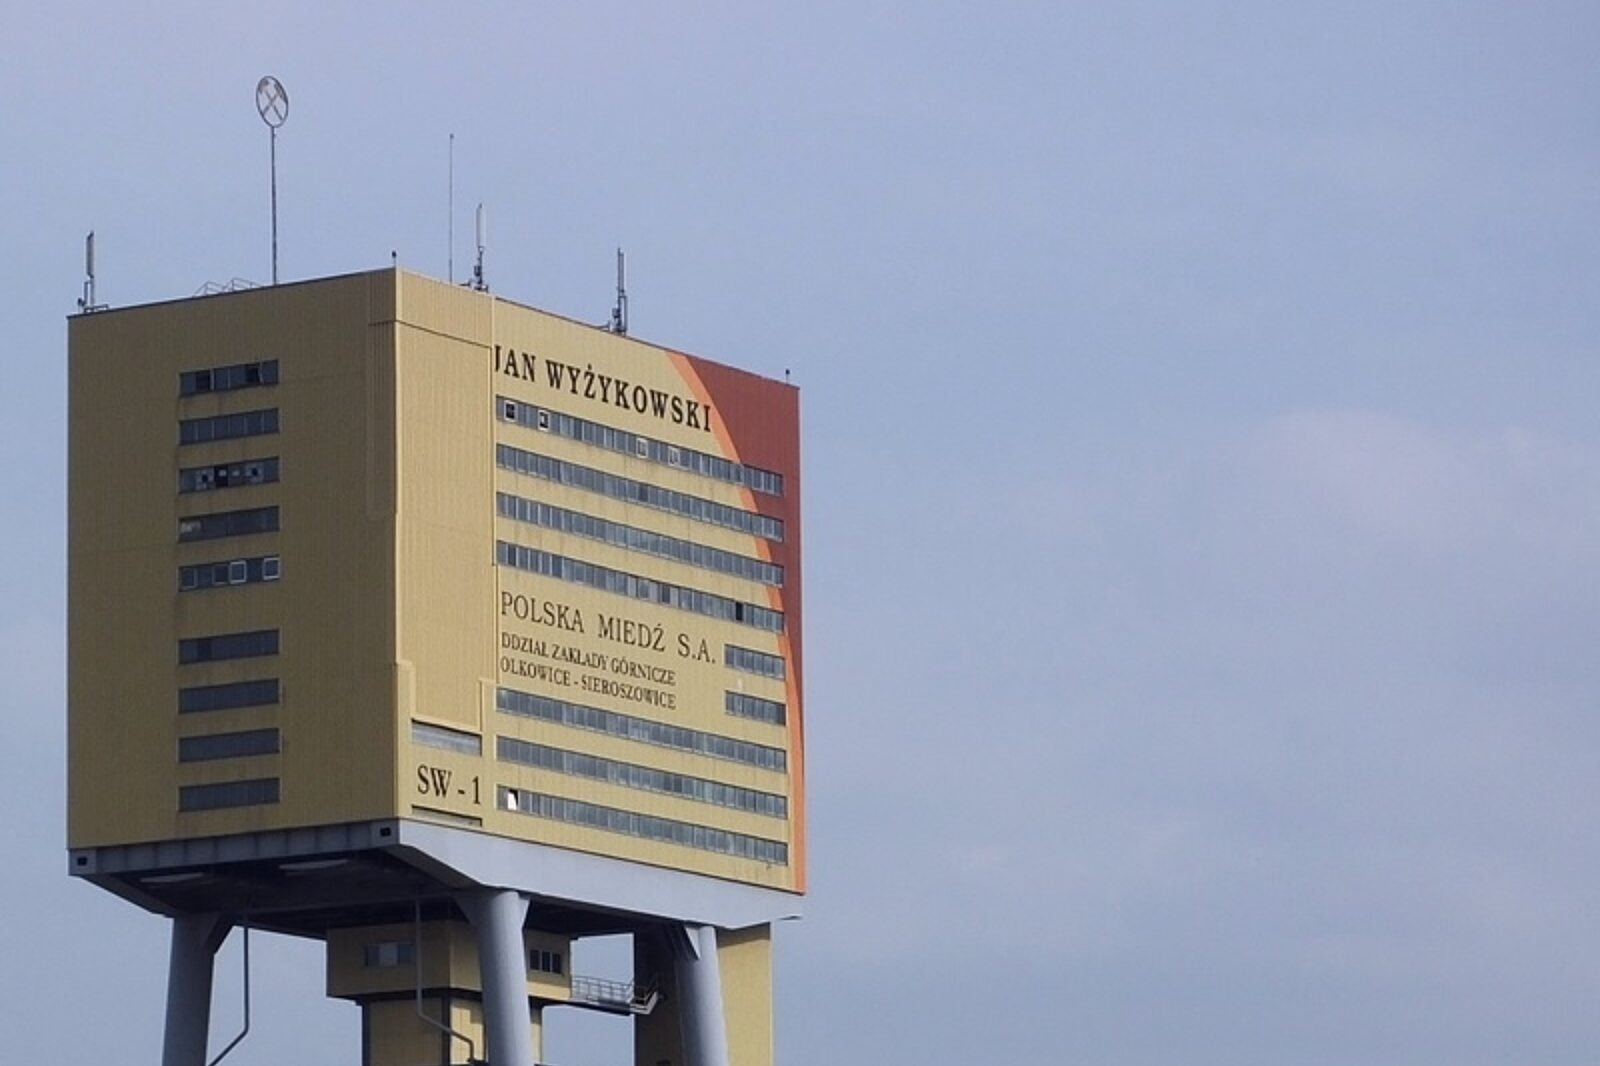 JAN WYŻYKOWSKI
POLSKA MIEDŹ S.A.
DDZIAŁ ZAKŁADY GÓRNICZE
OLKOWICE - SIEROSZOWICE
SW - 1